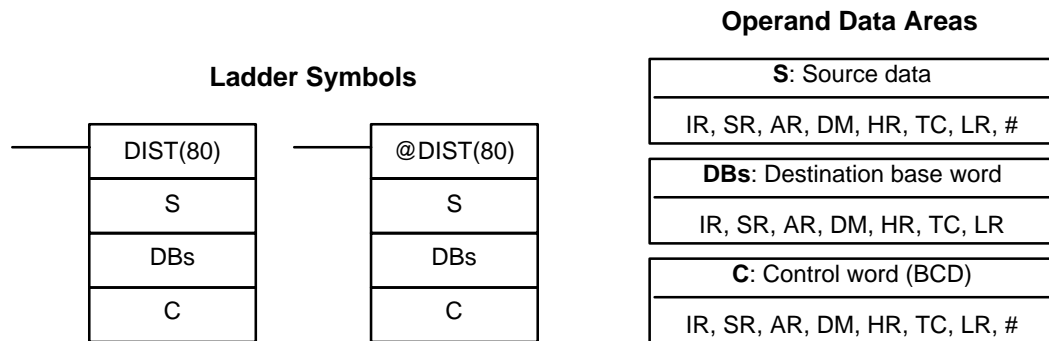 Ladder Symbols
DIST(80)
S
DBs
C
@DIST(80)
S
DBs
C
Operand Data Areas
S: Source data
IR, SR, AR, DM, HR, TC, LR, #
DBs: Destination base word
IR, SR, AR, DM, HR, TC, LR
C: Control word (BCD)
IR, SR, AR, DM, HR, TC, LR, #